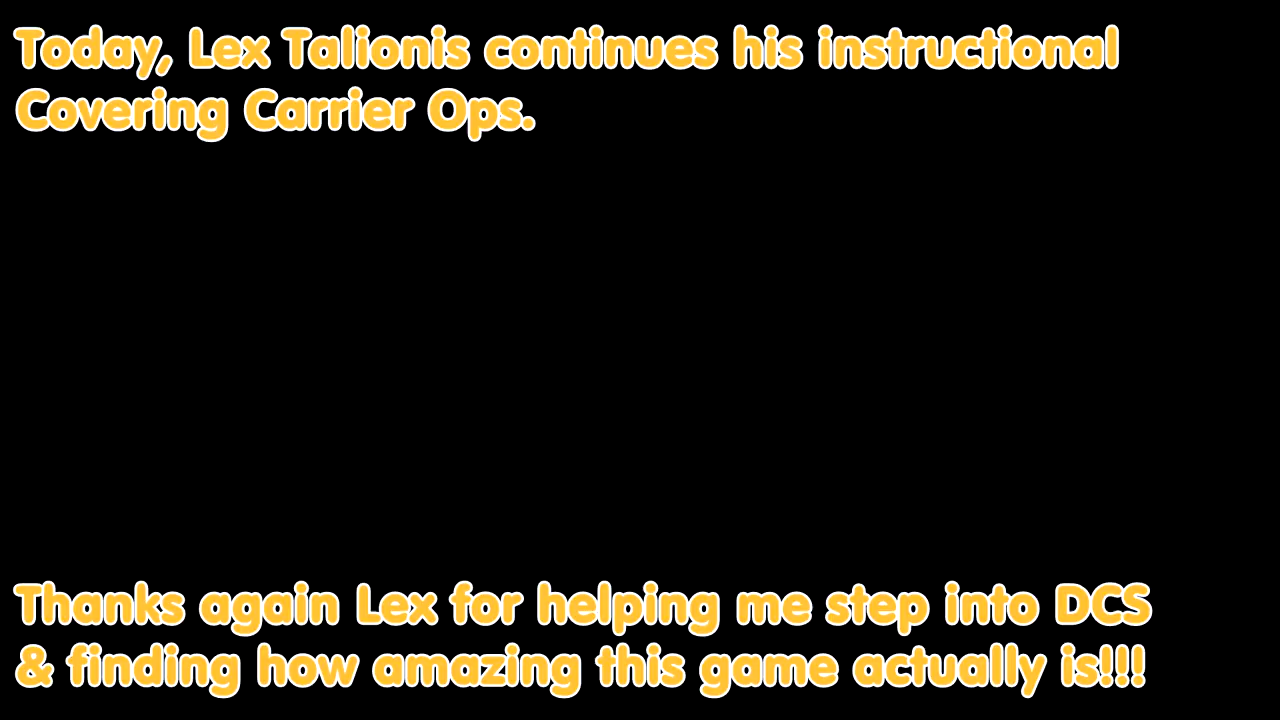 Today, Lex Talionis continues his instructional
Covering Carrier Ops.
Thanks again Lex for helping me step into DCS
& finding how amazing this game actually is!!!